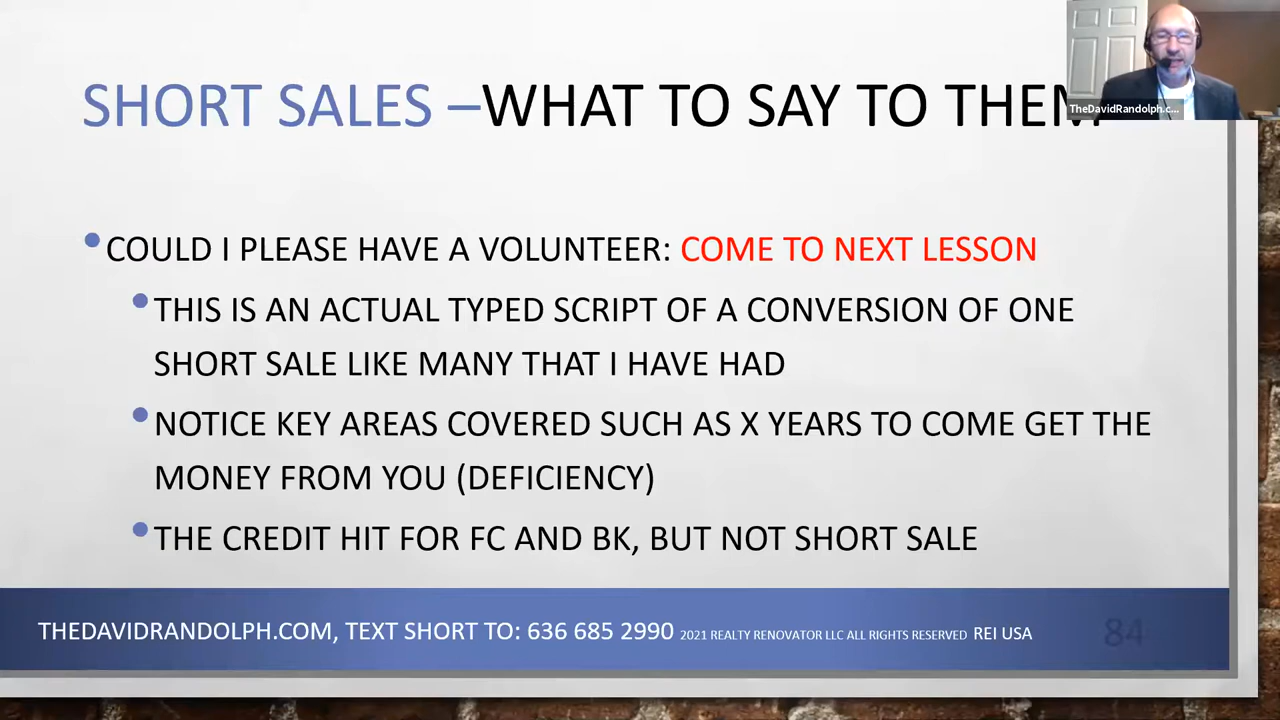 SHORT SALES –WHAT TO SAY TO THEM
TheDavidRandolph.c...
•COULD I PLEASE HAVE A VOLUNTEER: COME TO NEXT LESSON
•THIS IS AN ACTUAL TYPED SCRIPT OF A CONVERSION OF ONE
SHORT SALE LIKE MANY THAT I HAVE HAD
•NOTICE KEY AREAS COVERED SUCH AS X YEARS TO COME GET THE
MONEY FROM YOU (DEFICIENCY)
•THE CREDIT HIT FOR FC AND BK, BUT NOT SHORT SALE
THEDAVIDRANDOLPH.COM, TEXT SHORT TO: 636 685 2990 2021 REALTY RENOVATOR LLC ALL RIGHTS RESERVED REI USA 84